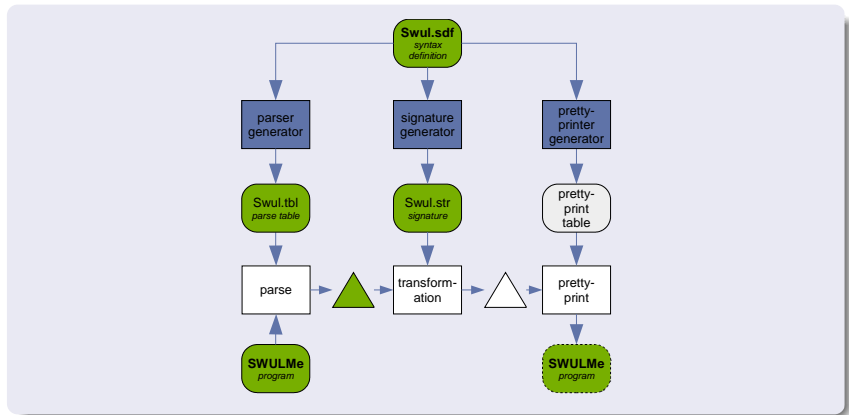 Swul.sdf
syntax
definition
parser
generator
signature
generator
pretty-
printer
generator
Swul.tbl
parse table
Swul.str
signature
pretty-
print
table
parse
transform-
ation
pretty-
print
SWULMe
program
SWULMe
program